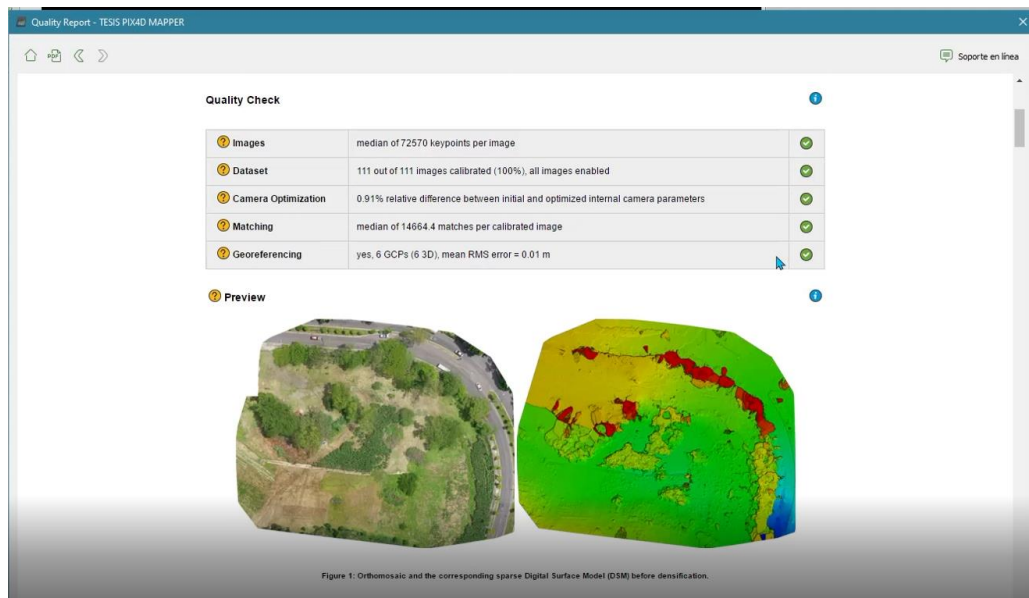 Quality Report - TESIS PIX4D MAPPER
PDF
Soporte en línea
Quality Check
Images median of 72570 keypoints per image
Dataset 111 out of 111 images calibrated (100%), all images enabled
Camera Optimization 0.91% relative difference between initial and optimized internal camera parameters
Matching median of 14664.4 matches per calibrated image
Georeferencing yes, 6 GCPs (6 3D), mean RMS error = 0.01 m
Preview
Figure 1: Orthomosaic and the corresponding sparse Digital Surface Model (DSM) before densification.